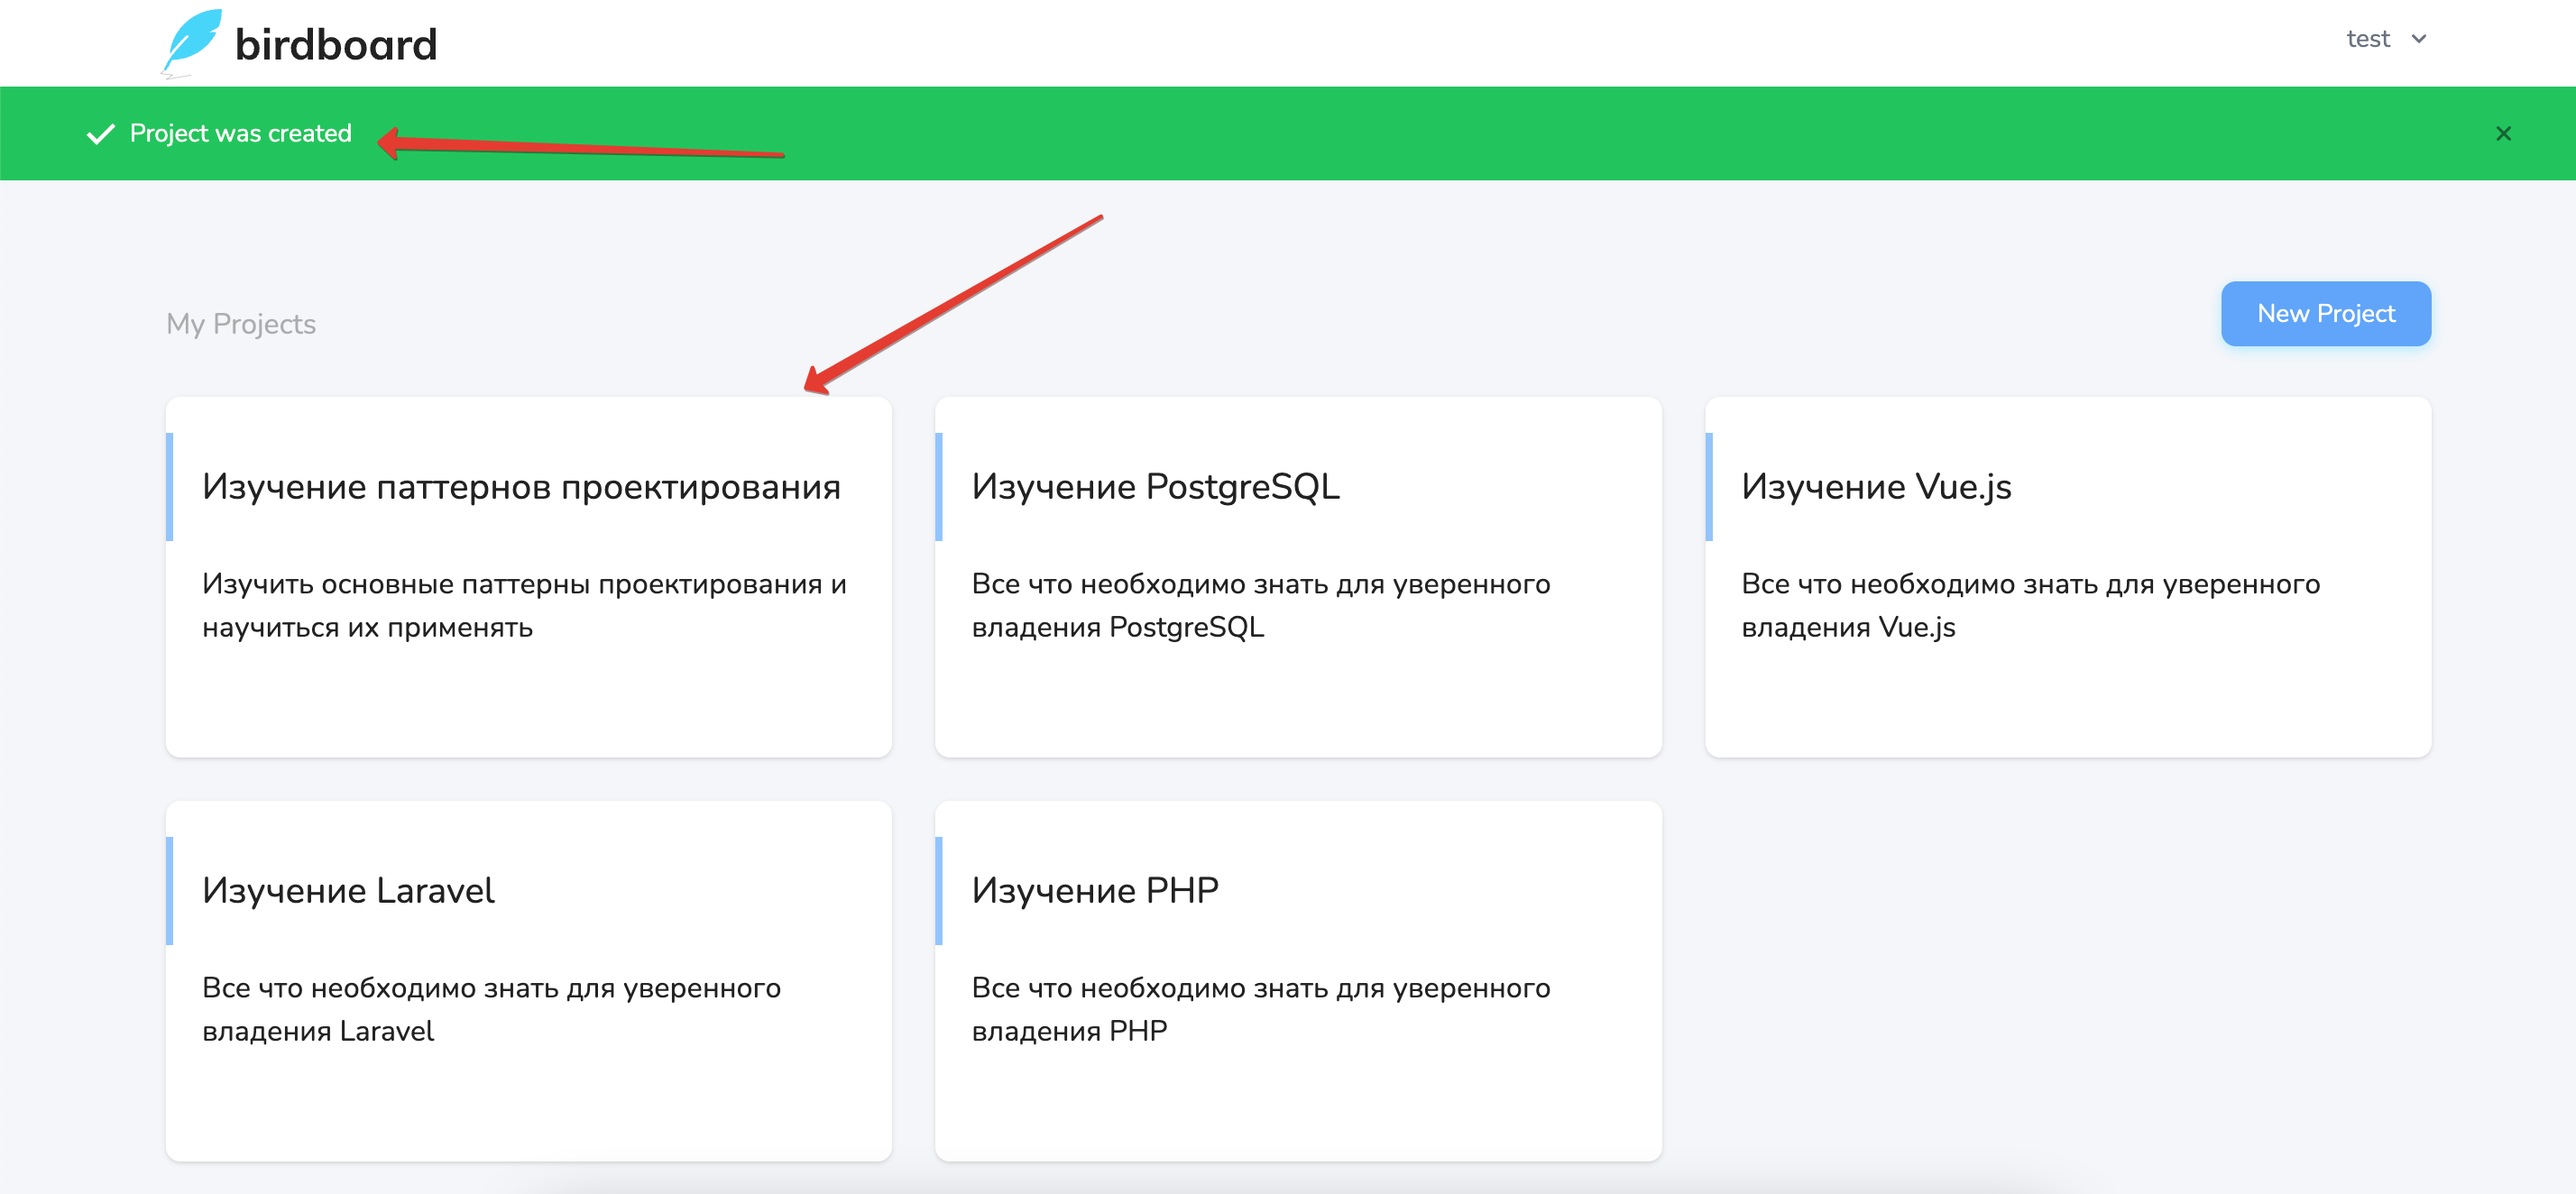 birdboard
test
Project was created
My Projects
New Project
Изучение паттернов проектирования
Изучить основные паттерны проектирования и
научиться их применять
Изучение PostgreSQL
Все что необходимо знать для уверенного
владения PostgreSQL
Изучение Vue.js
Все что необходимо знать для уверенного
владения Vue.js
Изучение Laravel
Все что необходимо знать для уверенного
владения Laravel
Изучение PHP
Все что необходимо знать для уверенного
владения PHP